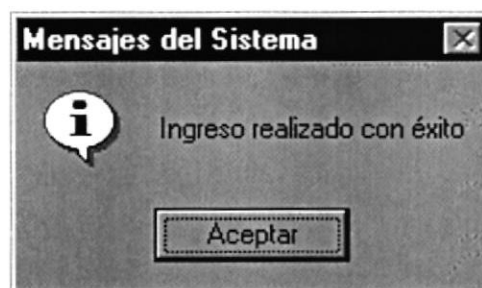 Mensajes del Sistema
Ingreso realizado con éxito
Aceptar